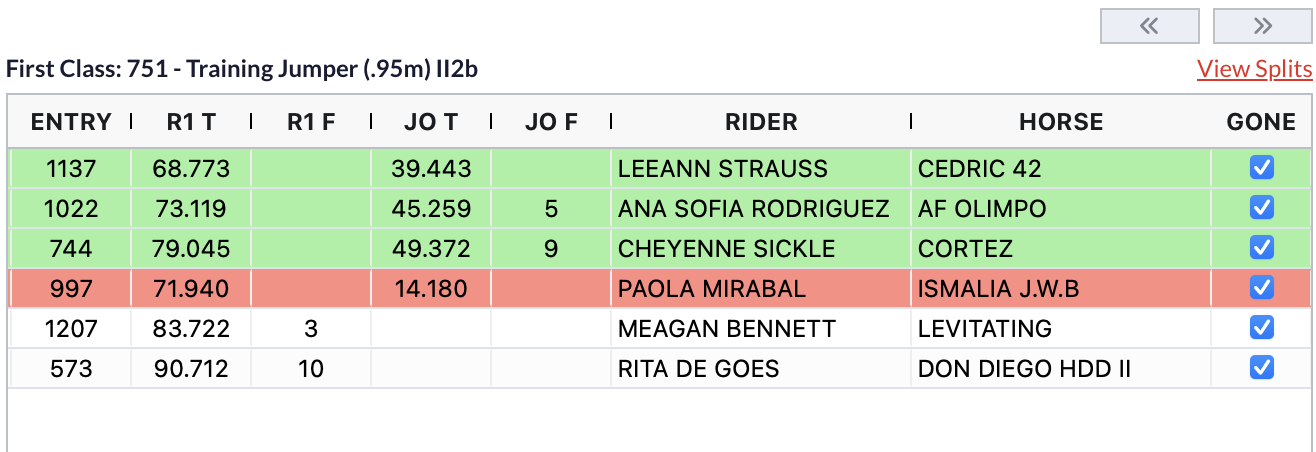 « »
First Class: 751 - Training Jumper (.95m) II2b View Splits
ENTRY R1 T R1 F JO T JO F RIDER HORSE GONE
1137 68.773 39.443 LEEANN STRAUSS CEDRIC 42
1022 73.119 45.259 5 ANA SOFIA RODRIGUEZ AF OLIMPO
744 79.045 49.372 9 CHEYENNE SICKLE CORTEZ
997 71.940 14.180 PAOLA MIRABAL ISMALIA J.W.B
1207 83.722 3 MEAGAN BENNETT LEVITATING
573 90.712 10 RITA DE GOES DON DIEGO HDD II